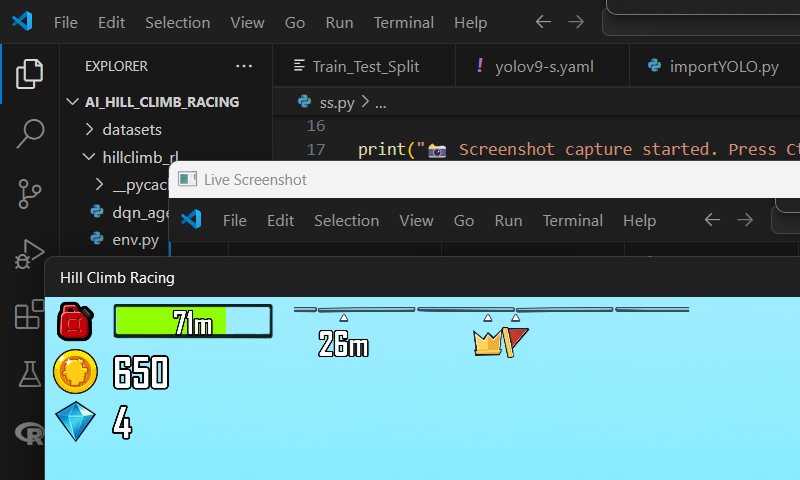 File Edit Selection View Go Run Terminal Help
EXPLORER ...
Train_Test_Split
! yolov9-s.yaml
importYOLO.py
AI_HILL_CLIMB_RACING
ss.py > ...
datasets
16
hillclimb_rl
17 print("📸 Screenshot capture started. Press Ct
__pycac
Live Screenshot
dqn_age
File Edit Selection View Go Run Terminal Help
env.py
Hill Climb Racing
71m
26m
650
4
R